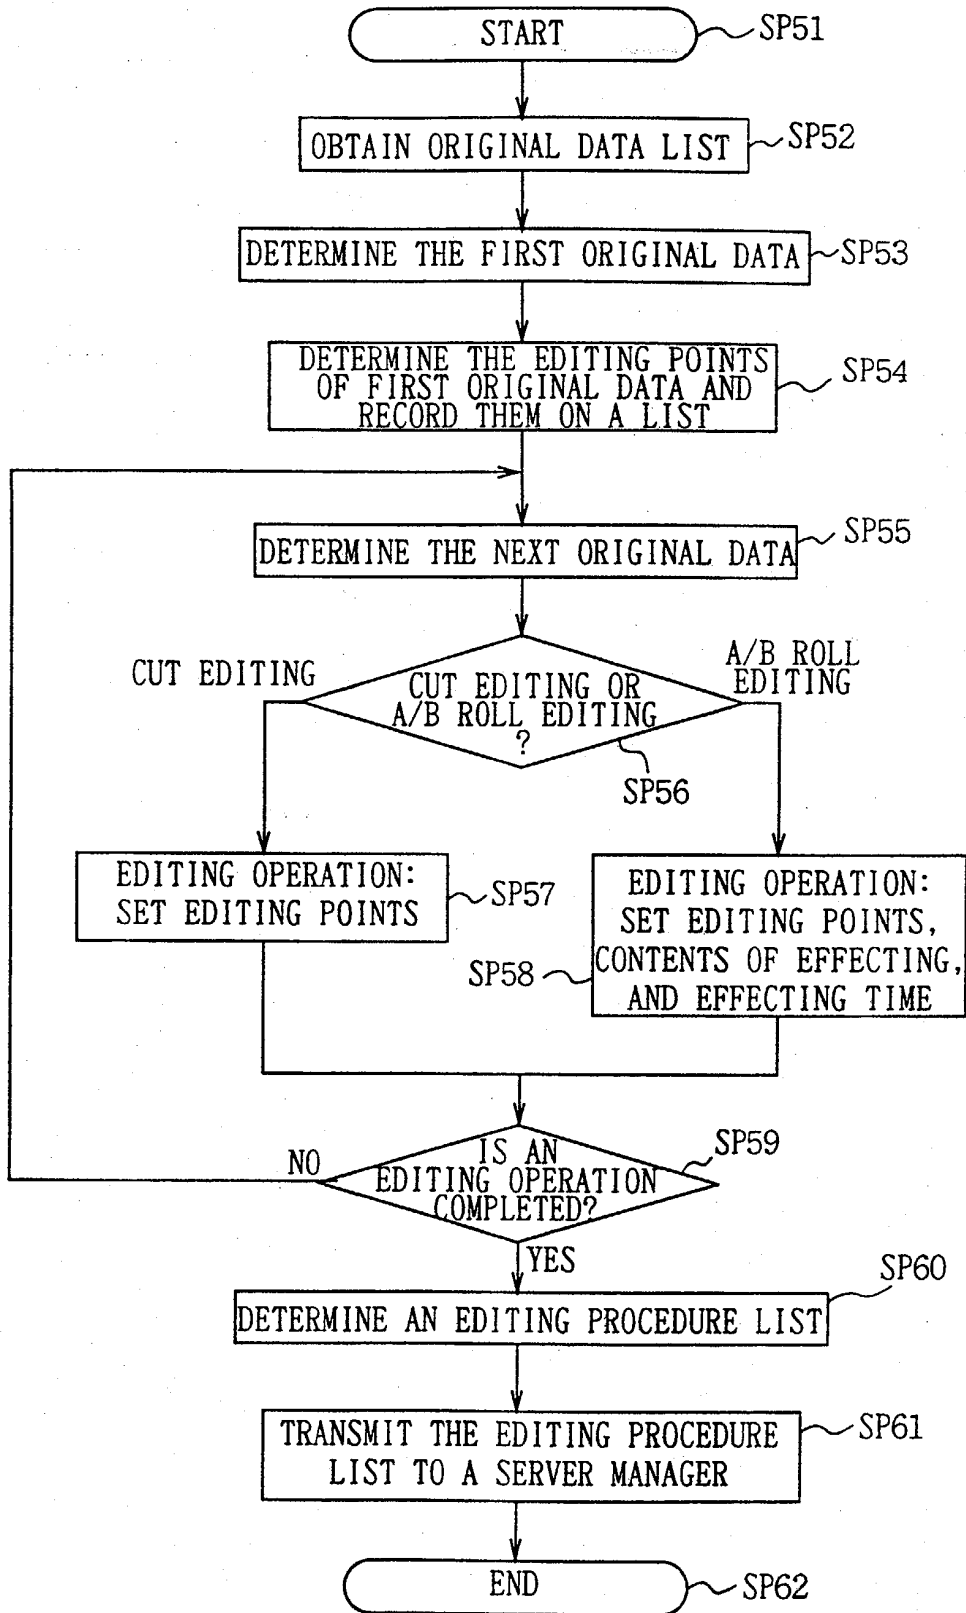 START
SP51
OBTAIN ORIGINAL DATA LIST
SP52
DETERMINE THE FIRST ORIGINAL DATA
SP53
DETERMINE THE EDITING POINTS
OF FIRST ORIGINAL DATA AND
RECORD THEM ON A LIST
SP54
DETERMINE THE NEXT ORIGINAL DATA
SP55
CUT EDITING
CUT EDITING OR
A/B ROLL EDITING
?
A/B ROLL
EDITING
SP56
EDITING OPERATION:
SET EDITING POINTS
SP57
EDITING OPERATION:
SET EDITING POINTS,
CONTENTS OF EFFECTING,
AND EFFECTING TIME
SP58
IS AN
EDITING OPERATION
COMPLETED?
SP59
NO
YES
DETERMINE AN EDITING PROCEDURE LIST
SP60
TRANSMIT THE EDITING PROCEDURE
LIST TO A SERVER MANAGER
SP61
END
SP62